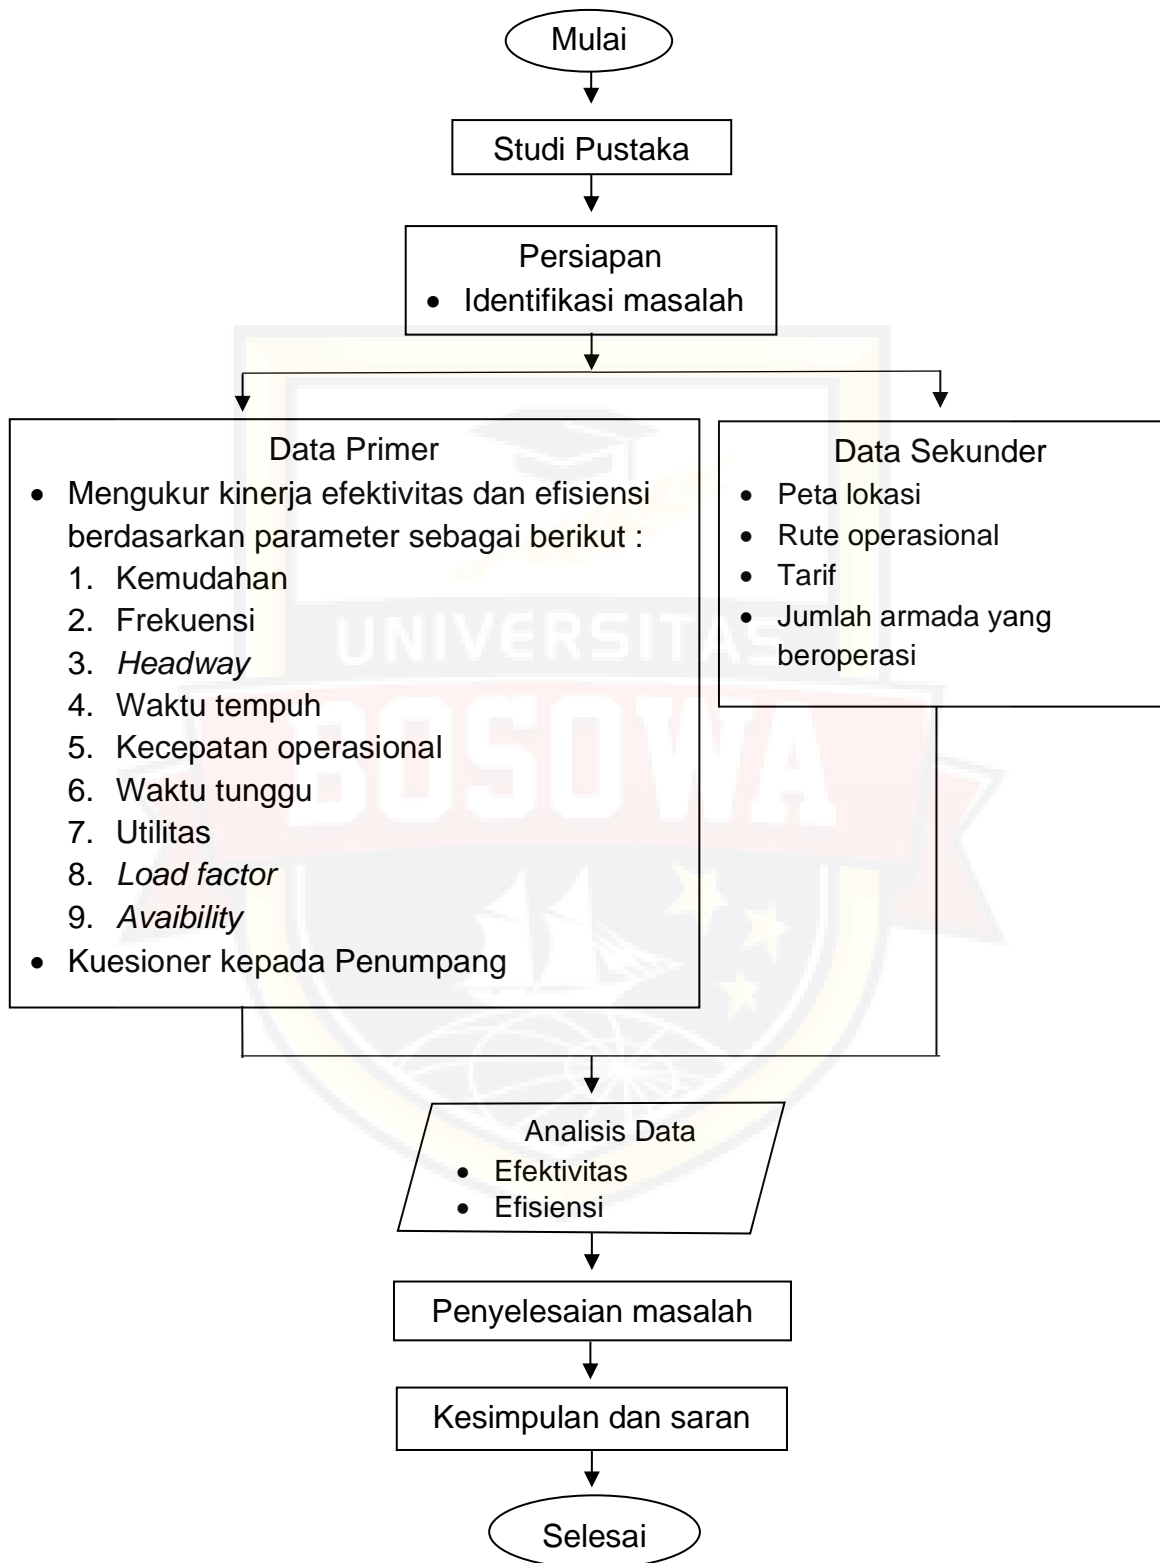 Mulai
Studi Pustaka
Persiapan
• Identifikasi masalah
Data Primer
• Mengukur kinerja efektivitas dan efisiensi
berdasarkan parameter sebagai berikut :
1. Kemudahan
2. Frekuensi
3. Headway
4. Waktu tempuh
5. Kecepatan operasional
6. Waktu tunggu
7. Utilitas
8. Load factor
9. Avaibility
• Kuesioner kepada Penumpang
Data Sekunder
• Peta lokasi
• Rute operasional
• Tarif
• Jumlah armada yang
beroperasi
UNIVERSITAS
BOSOWA
Analisis Data
• Efektivitas
• Efisiensi
Penyelesaian masalah
Kesimpulan dan saran
Selesai